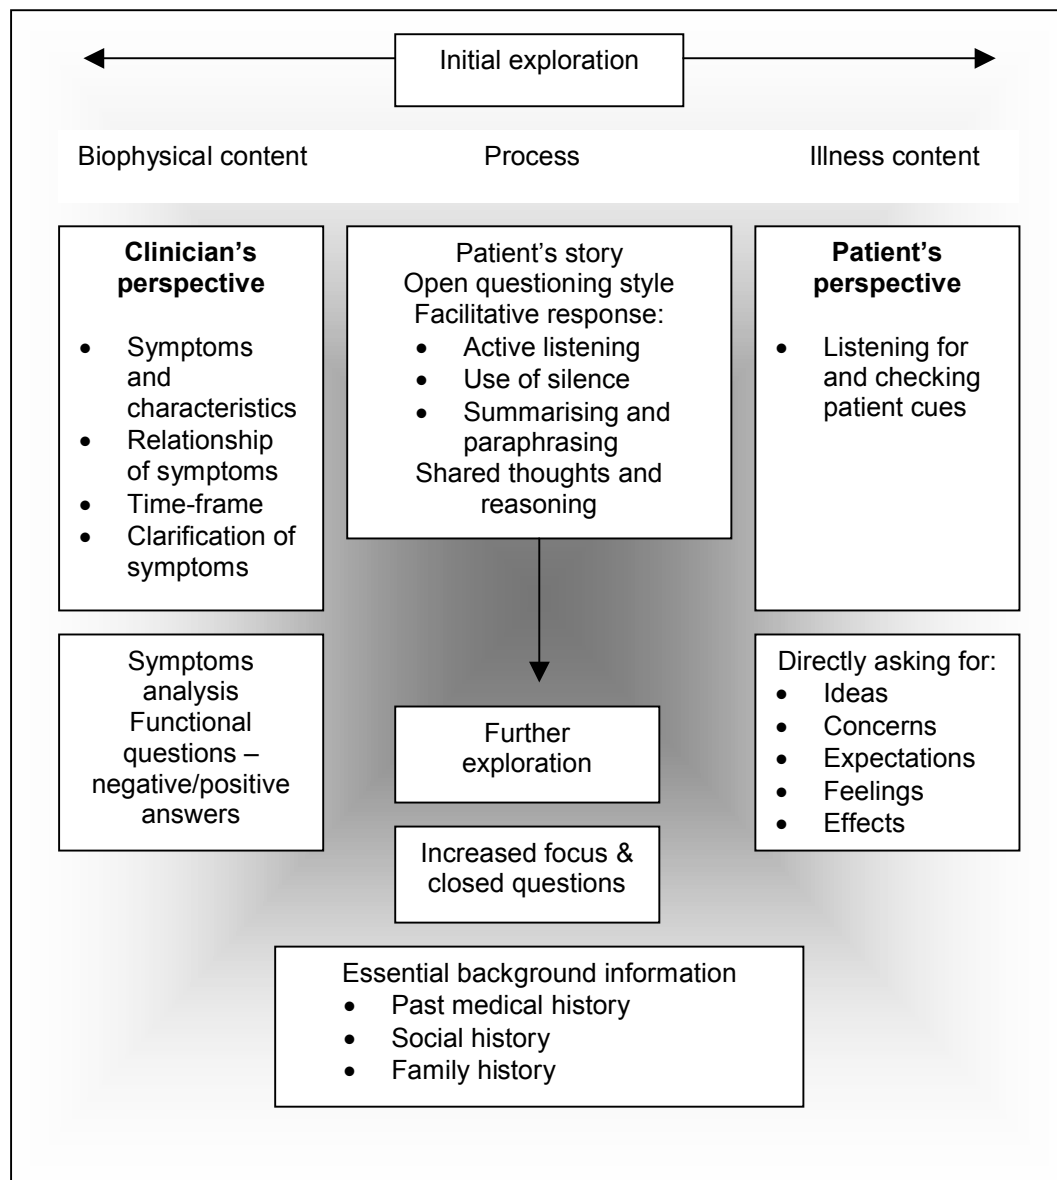 Initial exploration
Biophysical content
Process
Illness content
Clinician’s
perspective
• Symptoms
and
characteristics
• Relationship
of symptoms
• Time-frame
• Clarification of
symptoms
Patient’s story
Open questioning style
Facilitative response:
• Active listening
• Use of silence
• Summarising and
paraphrasing
Shared thoughts and
reasoning
Patient’s
perspective
• Listening for
and checking
patient cues
Symptoms
analysis
Functional
questions –
negative/positive
answers
Further
exploration
Directly asking for:
• Ideas
• Concerns
• Expectations
• Feelings
• Effects
Increased focus &
closed questions
Essential background information
• Past medical history
• Social history
• Family history